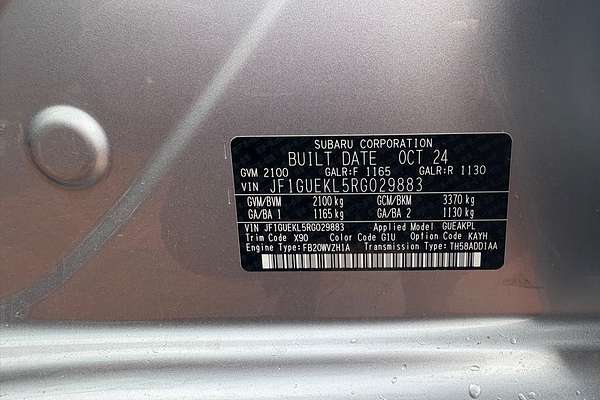 SUBARU CORPORATION
BUILT DATE OCT 24
GVM 2100 GALR:F 1165 GALR:R 1130
VIN JF1GUEKL5RG029883
GVM/BVM 2100 kg GCM/BKM 3370 kg
GA/BA 1 1165 kg GA/BA 2 1130 kg
VIN JF1GUEKL5RG029883 Applied Model GUEAKPL
Trim Code X90 Color Code G1U Option Code KAYH
Engine Type: FB20WVZH1A Transmission Type: TH58ADD1AA